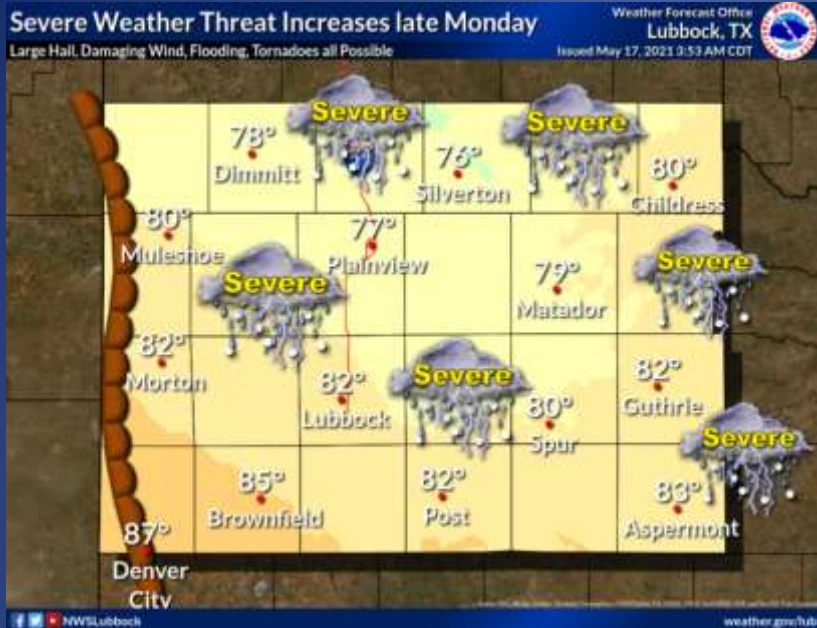 Severe Weather Threat Increases late Monday
Large Hail, Damaging Wind, Flooding, Tornadoes all Possible
Weather Forecast Office
Lubbock, TX
Issued May 17, 2021 3:53 AM CDT
Severe
Severe
78°
Dimmitt
76°
Silverton
80°
Childress
80°
Muleshoe
77°
Plainview
Severe
Severe
79°
Matador
82°
Morton
82°
Lubbock
Severe
80°
Spur
82°
Guthrie
Severe
85°
Brownfield
82°
Post
83°
Aspermont
87°
Denver
City
NWSLubbock
weather.gov/lub